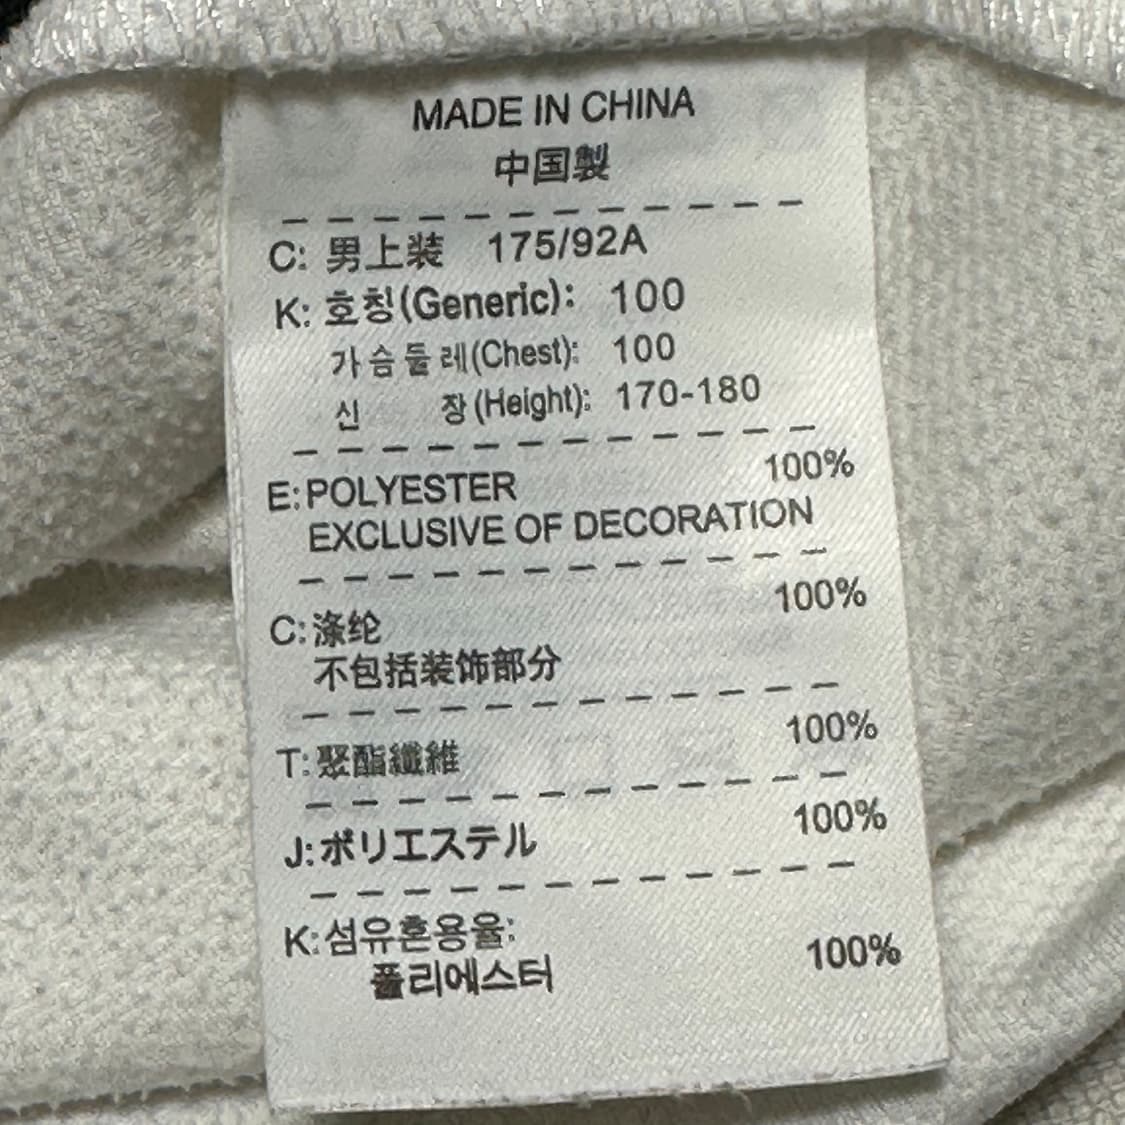 MADE IN CHINA
中国製
C: 男上装 175/92A
K: 호칭(Generic): 100
가슴둘레(Chest): 100
신 장(Height): 170-180
E:POLYESTER 100%
EXCLUSIVE OF DECORATION
C:涤纶 100%
不包括装饰部分
T:聚酯纖維 100%
J:ポリエステル 100%
K:섬유혼용율:
폴리에스터 100%